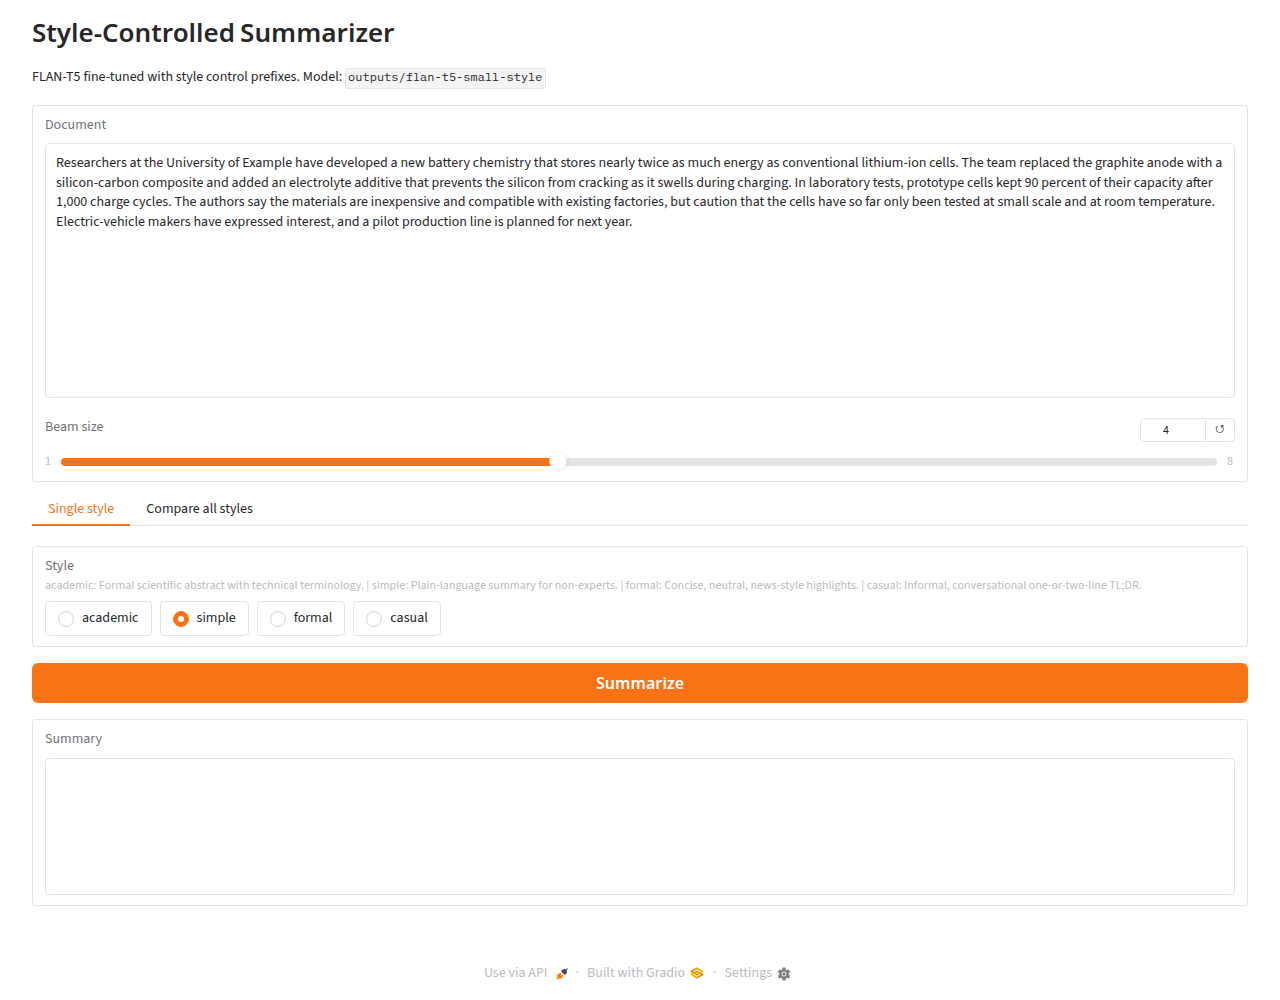 Style-Controlled Summarizer
FLAN-T5 fine-tuned with style control prefixes. Model: outputs/flan-t5-small-style
Document
Researchers at the University of Example have developed a new battery chemistry that stores nearly twice as much energy as conventional lithium-ion cells. The team replaced the graphite anode with a
silicon-carbon composite and added an electrolyte additive that prevents the silicon from cracking as it swells during charging. In laboratory tests, prototype cells kept 90 percent of their capacity after
1,000 charge cycles. The authors say the materials are inexpensive and compatible with existing factories, but caution that the cells have so far only been tested at small scale and at room temperature.
Electric-vehicle makers have expressed interest, and a pilot production line is planned for next year.
Beam size
4
1
8
Single style Compare all styles
Style
academic: Formal scientific abstract with technical terminology. | simple: Plain-language summary for non-experts. | formal: Concise, neutral, news-style highlights. | casual: Informal, conversational one-or-two-line TL;DR.
academic simple formal casual
Summarize
Summary
Use via API · Built with Gradio · Settings